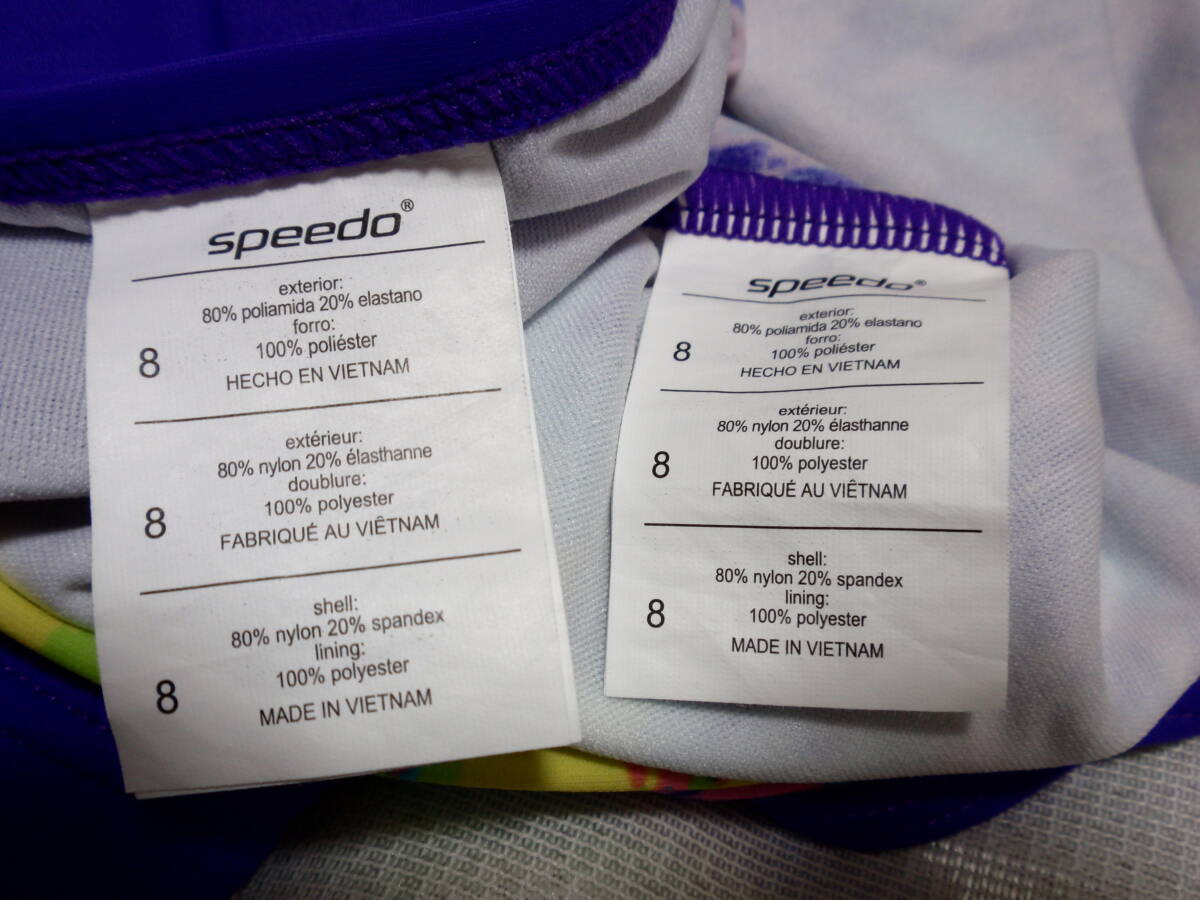 speedo®
exterior:
80% poliamida 20% elastano
forro:
100% poliéster
8
HECHO EN VIETNAM
extérieur:
80% nylon 20% élasthanne
doublure:
100% polyester
8
FABRIQUÉ AU VIÊTNAM
shell:
80% nylon 20% spandex
lining:
100% polyester
8
MADE IN VIETNAM
speedo®
exterior:
80% poliamida 20% elastano
forro:
100% poliéster
8
HECHO EN VIETNAM
extérieur:
80% nylon 20% élasthanne
doublure:
100% polyester
8
FABRIQUÉ AU VIÊTNAM
shell:
80% nylon 20% spandex
lining:
100% polyester
8
MADE IN VIETNAM